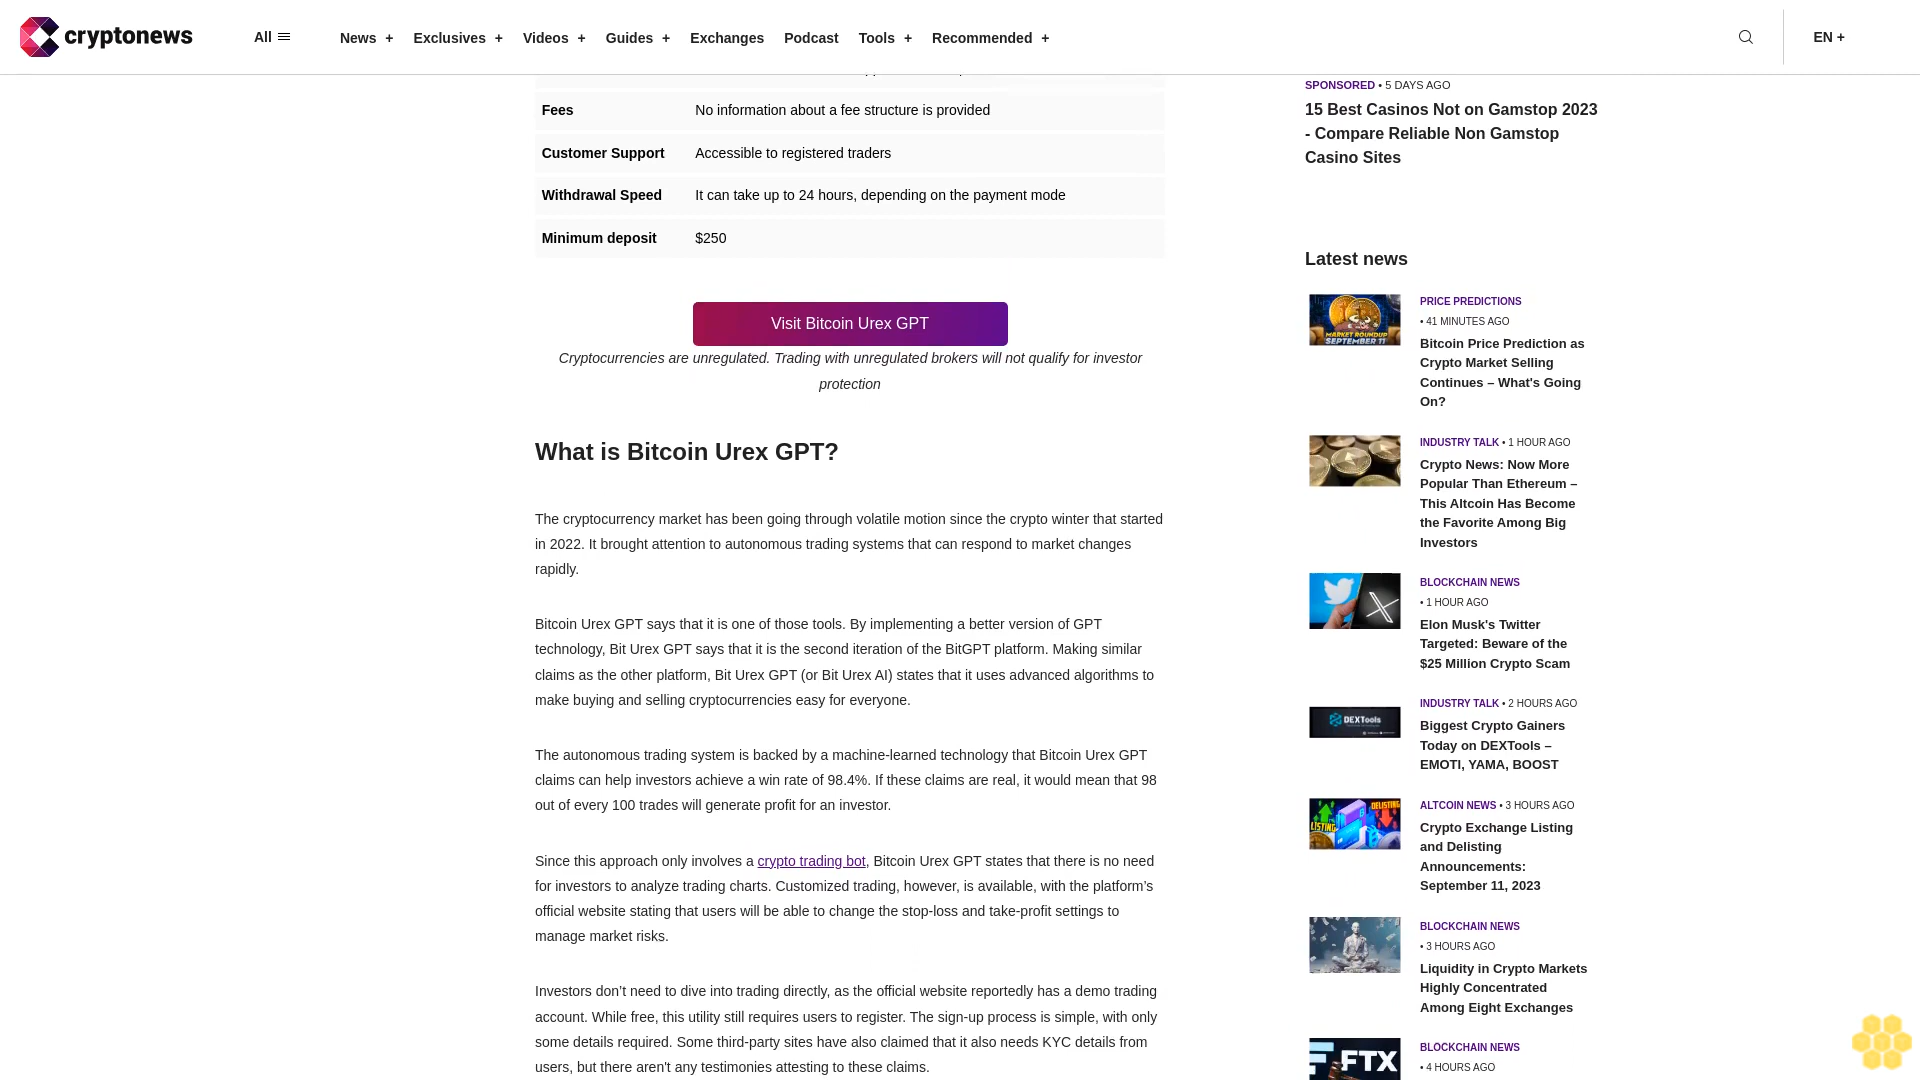 cryptonews
All
News +
Exclusives +
Videos +
Guides +
Exchanges
Podcast
Tools +
Recommended +
EN +
Fees No information about a fee structure is provided
Customer Support Accessible to registered traders
Withdrawal Speed It can take up to 24 hours, depending on the payment mode
Minimum deposit $250
Visit Bitcoin Urex GPT
Cryptocurrencies are unregulated. Trading with unregulated brokers will not qualify for investor
protection
What is Bitcoin Urex GPT?
The cryptocurrency market has been going through volatile motion since the crypto winter that started
in 2022. It brought attention to autonomous trading systems that can respond to market changes
rapidly.
Bitcoin Urex GPT says that it is one of those tools. By implementing a better version of GPT
technology, Bit Urex GPT says that it is the second iteration of the BitGPT platform. Making similar
claims as the other platform, Bit Urex GPT (or Bit Urex AI) states that it uses advanced algorithms to
make buying and selling cryptocurrencies easy for everyone.
The autonomous trading system is backed by a machine-learned technology that Bitcoin Urex GPT
claims can help investors achieve a win rate of 98.4%. If these claims are real, it would mean that 98
out of every 100 trades will generate profit for an investor.
Since this approach only involves a crypto trading bot, Bitcoin Urex GPT states that there is no need
for investors to analyze trading charts. Customized trading, however, is available, with the platform’s
official website stating that users will be able to change the stop-loss and take-profit settings to
manage market risks.
Investors don’t need to dive into trading directly, as the official website reportedly has a demo trading
account. While free, this utility still requires users to register. The sign-up process is simple, with only
some details required. Some third-party sites have also claimed that it also needs KYC details from
users, but there aren't any testimonies attesting to these claims.
SPONSORED • 5 DAYS AGO
15 Best Casinos Not on Gamstop 2023
- Compare Reliable Non Gamstop
Casino Sites
Latest news
MARKET ROUNDUP
SEPTEMBER 11
PRICE PREDICTIONS
• 41 MINUTES AGO
Bitcoin Price Prediction as
Crypto Market Selling
Continues – What's Going
On?
INDUSTRY TALK • 1 HOUR AGO
Crypto News: Now More
Popular Than Ethereum –
This Altcoin Has Become
the Favorite Among Big
Investors
BLOCKCHAIN NEWS
• 1 HOUR AGO
Elon Musk's Twitter
Targeted: Beware of the
$25 Million Crypto Scam
DEXTools
INDUSTRY TALK • 2 HOURS AGO
Biggest Crypto Gainers
Today on DEXTools –
EMOTI, YAMA, BOOST
LISTING
DELISTING
ALTCOIN NEWS • 3 HOURS AGO
Crypto Exchange Listing
and Delisting
Announcements:
September 11, 2023
BLOCKCHAIN NEWS
• 3 HOURS AGO
Liquidity in Crypto Markets
Highly Concentrated
Among Eight Exchanges
FTX
BLOCKCHAIN NEWS
• 4 HOURS AGO